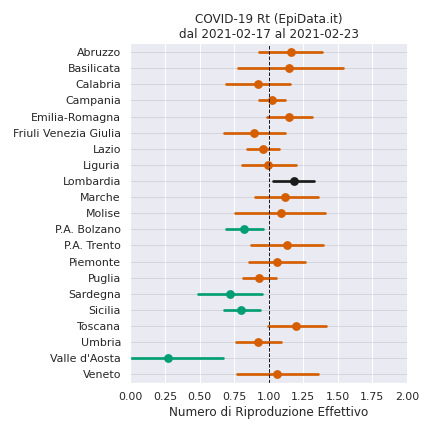 COVID-19 Rt (EpiData.it)
dal 2021-02-17 al 2021-02-23
Abruzzo
Basilicata
Calabria
Campania
Emilia-Romagna
Friuli Venezia Giulia
Lazio
Liguria
Lombardia
Marche
Molise
P.A. Bolzano
P.A. Trento
Piemonte
Puglia
Sardegna
Sicilia
Toscana
Umbria
Valle d'Aosta
Veneto
0.00 0.25 0.50 0.75 1.00 1.25 1.50 1.75 2.00
Numero di Riproduzione Effettivo